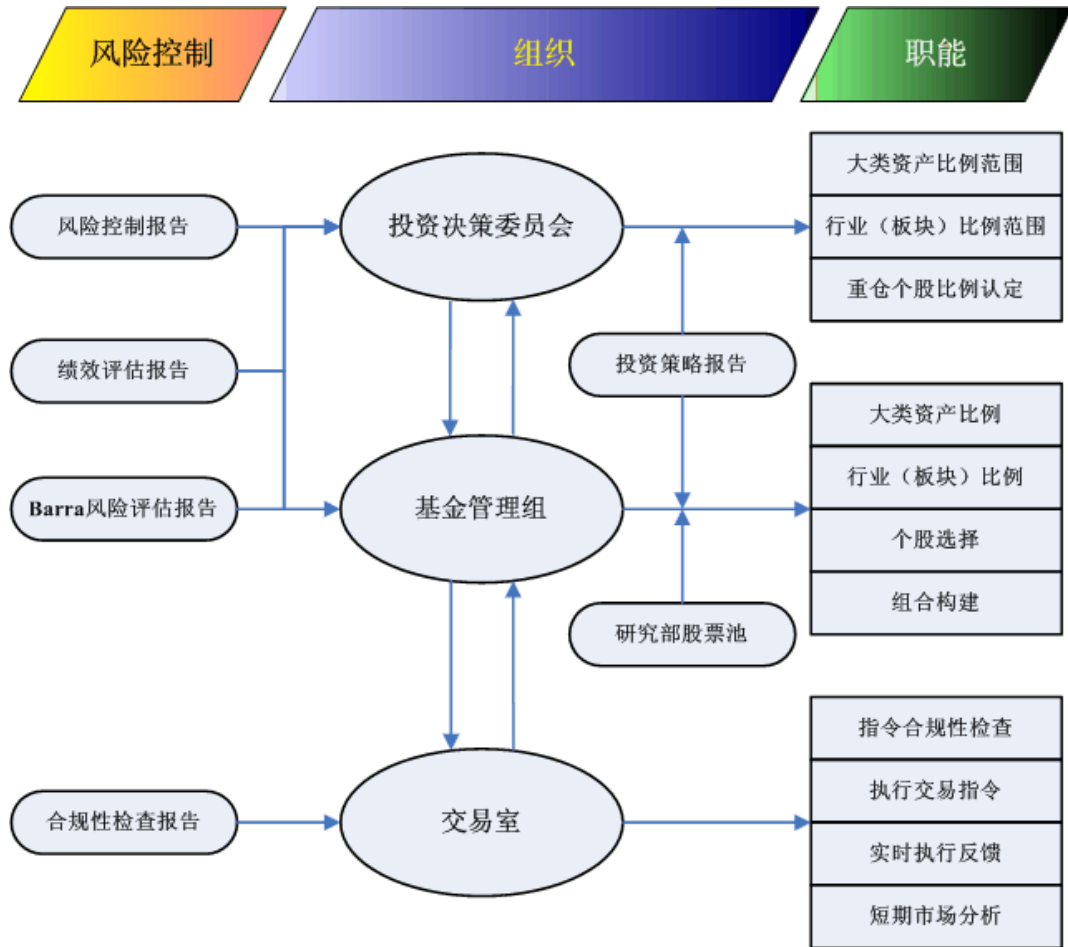 风险控制
组织
职能
大类资产比例范围
风险控制报告
投资决策委员会
行业（板块）比例范围
重仓个股比例认定
绩效评估报告
投资策略报告
大类资产比例
行业（板块）比例
Barra风险评估报告
基金管理组
个股选择
组合构建
研究部股票池
指令合规性检查
执行交易指令
合规性检查报告
交易室
实时执行反馈
短期市场分析